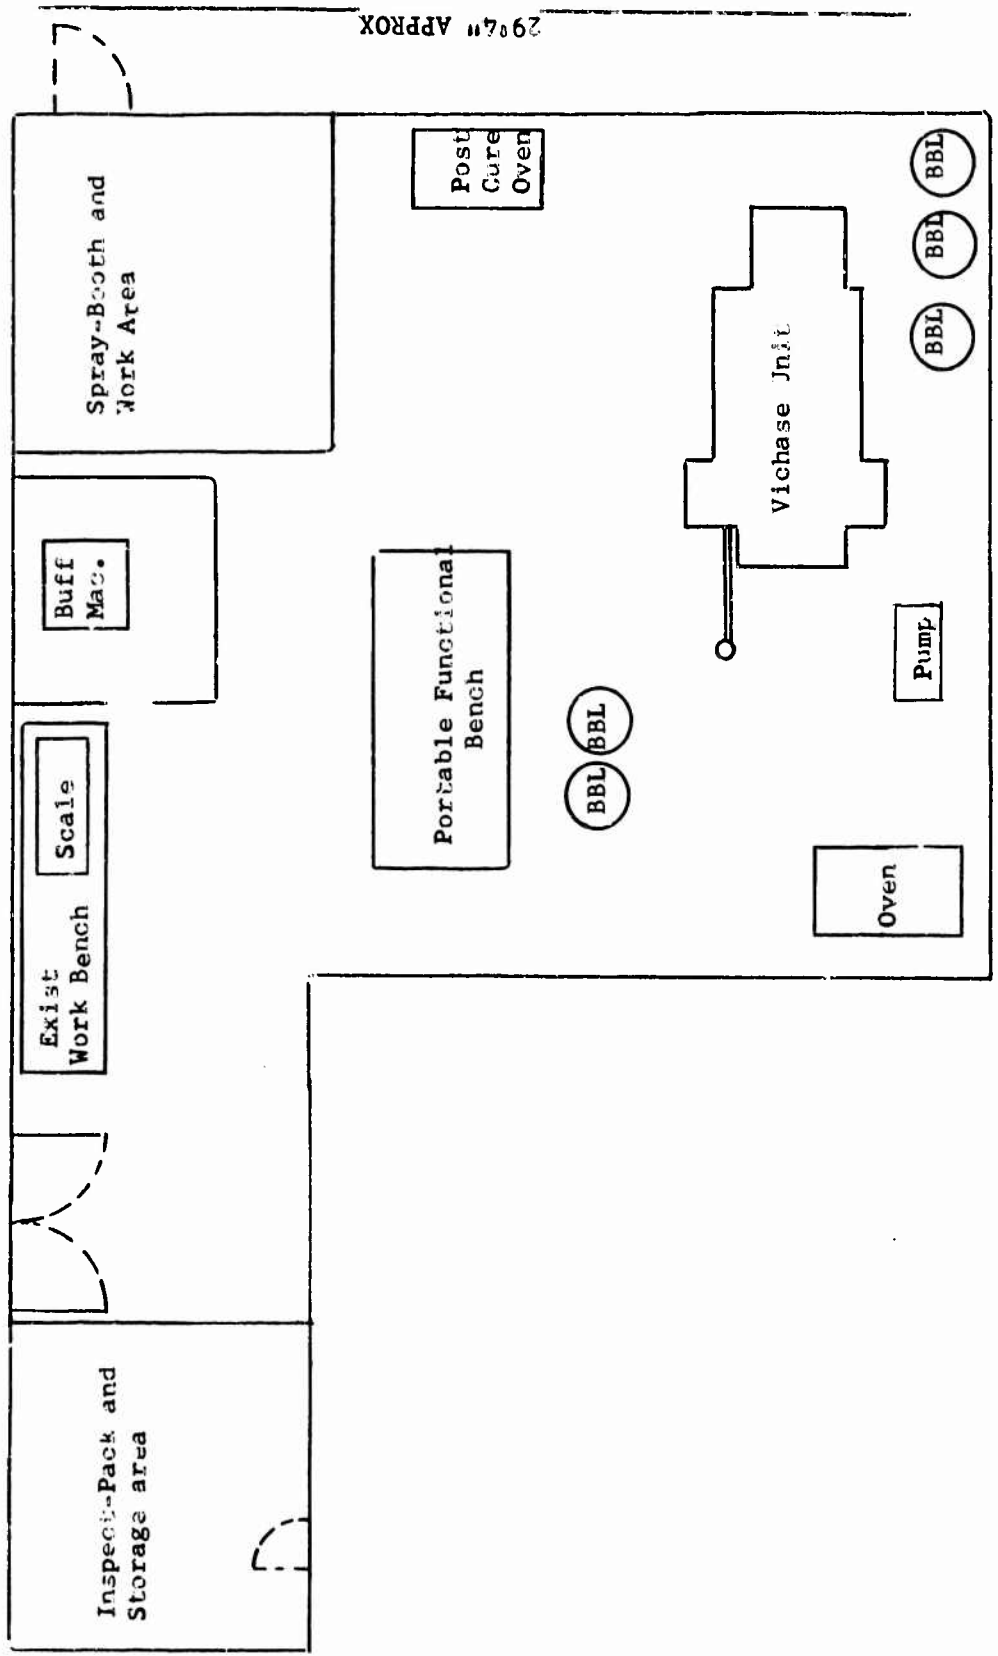 29'4" APPROX
Inspect-Pack and
Storage area
Exist
Work Bench
Scale
Buff
Mac.
Spray-Booth and
Work Area
Portable Functional
Bench
Post
Cure
Oven
BBL
BBL
Vichase Unit
Oven
Pump
BBL
BBL
BBL